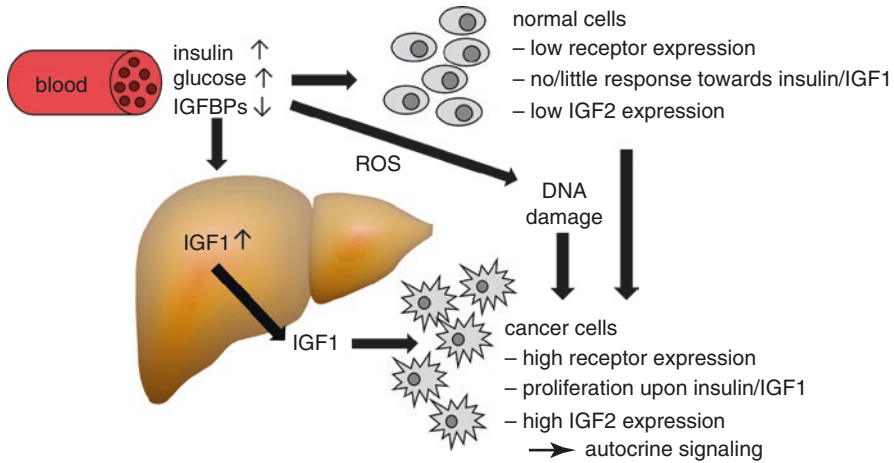 blood
insulin ↑
glucose ↑
IGFBPs ↓
normal cells
– low receptor expression
– no/little response towards insulin/IGF1
– low IGF2 expression
ROS
DNA
damage
IGF1 ↑
IGF1
cancer cells
– high receptor expression
– proliferation upon insulin/IGF1
– high IGF2 expression
→ autocrine signaling